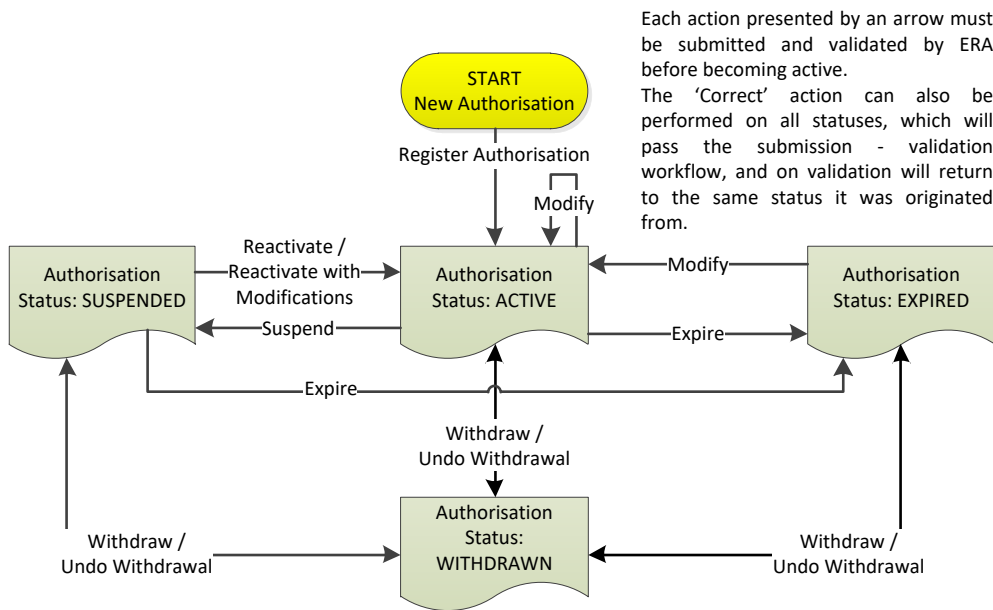 Each action presented by an arrow must
be submitted and validated by ERA
before becoming active.
The ‘Correct’ action can also be
performed on all statuses, which will
pass the submission - validation
workflow, and on validation will return
to the same status it was originated
from.
START
New Authorisation
Register Authorisation
Modify
Authorisation
Status: SUSPENDED
Reactivate /
Reactivate with
Modifications
Suspend
Authorisation
Status: ACTIVE
Modify
Expire
Authorisation
Status: EXPIRED
Expire
Withdraw /
Undo Withdrawal
Withdraw /
Undo Withdrawal
Authorisation
Status:
WITHDRAWN
Withdraw /
Undo Withdrawal